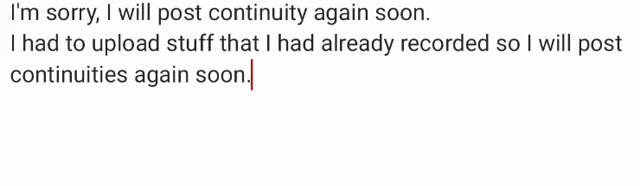 I'm sorry, I will post continuity again soon.
I had to upload stuff that I had already recorded so I will post
continuities again soon.